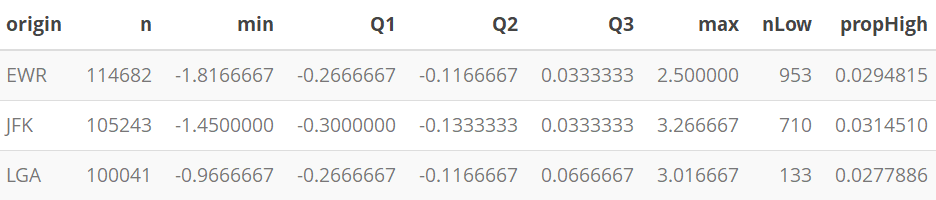 origin n min Q1 Q2 Q3 max nLow propHigh
EWR 114682 -1.8166667 -0.2666667 -0.1166667 0.0333333 2.500000 953 0.0294815
JFK 105243 -1.4500000 -0.3000000 -0.1333333 0.0333333 3.266667 710 0.0314510
LGA 100041 -0.9666667 -0.2666667 -0.1166667 0.0666667 3.016667 133 0.0277886